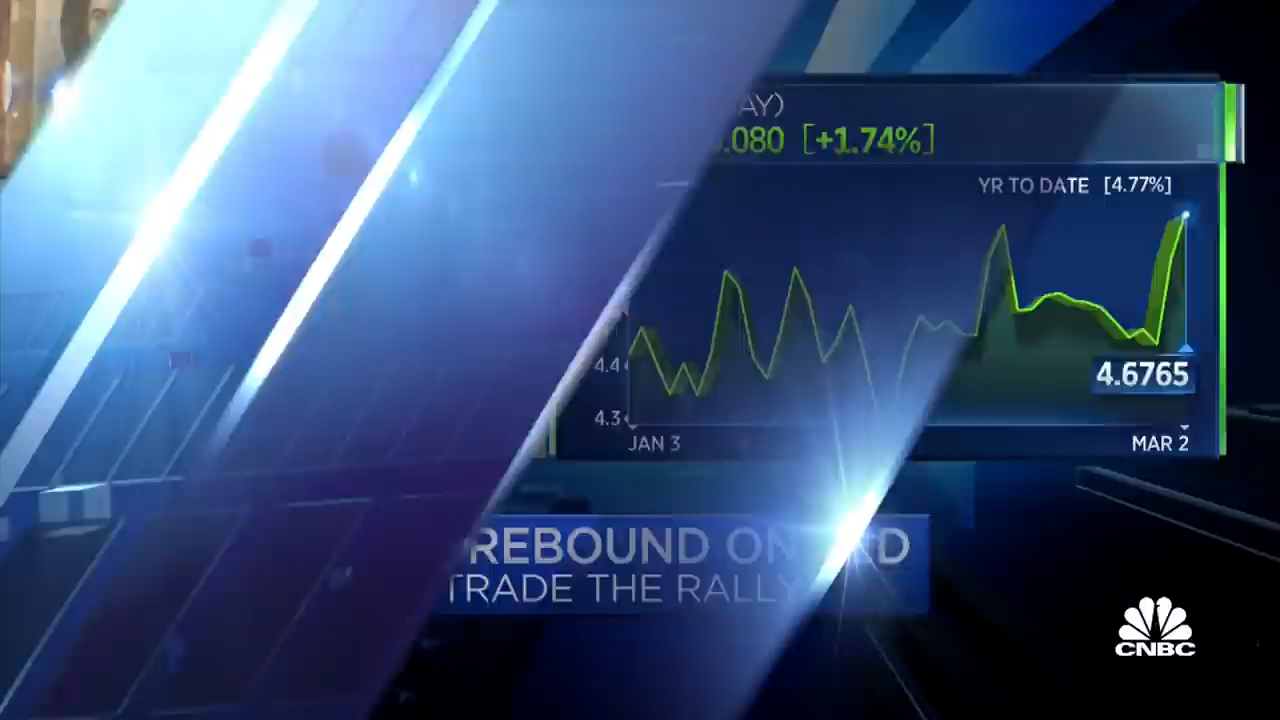 AY)
.080 [+1.74%]
YR TO DATE [4.77%]
4.4
4.6765
4.3
JAN 3 MAR 2
REBOUND ON
TRADE THE RALLY
CNBC